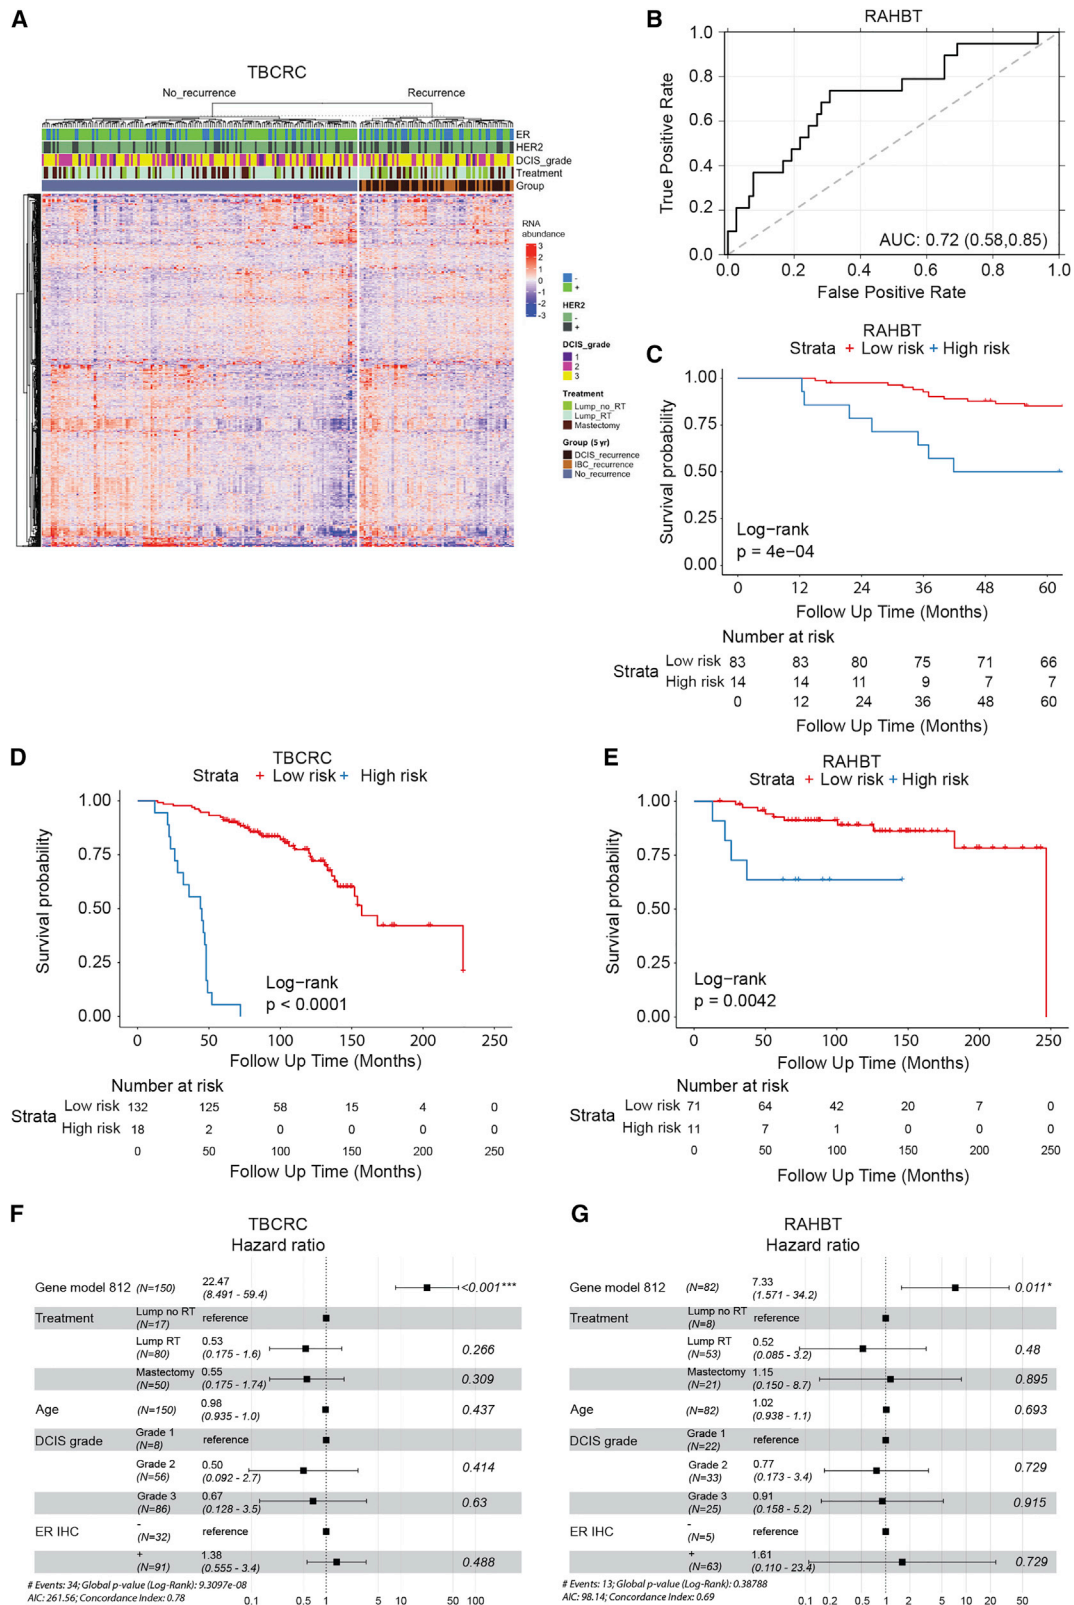 A
TBCRC
No_recurrence Recurrence
ER
HER2
DCIS_grade
Treatment
Group
RNA
abundance
3
2
1
0
-1
-2
-3
-
+
HER2
-
+
DCIS_grade
1
2
3
Treatment
Lump_no_RT
Lump_RT
Mastectomy
Group (5 yr)
DCIS_recurrence
IBC_recurrence
No_recurrence
B
RAHBT
True Positive Rate
1.0
0.8
0.6
0.4
0.2
0.0
AUC: 0.72 (0.58,0.85)
0.0 0.2 0.4 0.6 0.8 1.0
False Positive Rate
C
RAHBT
Strata + Low risk + High risk
Survival probability
1.00
0.75
0.50
0.25
0.00
Log-rank
p = 4e-04
0 12 24 36 48 60
Follow Up Time (Months)
Number at risk
Strata
Low risk 83 83 80 75 71 66
High risk 14 14 11 9 7 7
0 12 24 36 48 60
Follow Up Time (Months)
D
TBCRC
Strata + Low risk + High risk
Survival probability
1.00
0.75
0.50
0.25
0.00
Log-rank
p < 0.0001
0 50 100 150 200 250
Follow Up Time (Months)
Number at risk
Strata
Low risk 132 125 58 15 4 0
High risk 18 2 0 0 0 0
0 50 100 150 200 250
Follow Up Time (Months)
E
RAHBT
Strata + Low risk + High risk
Survival probability
1.00
0.75
0.50
0.25
0.00
Log-rank
p = 0.0042
0 50 100 150 200 250
Follow Up Time (Months)
Number at risk
Strata
Low risk 71 64 42 20 7 0
High risk 11 7 1 0 0 0
0 50 100 150 200 250
Follow Up Time (Months)
F
TBCRC
Hazard ratio
Gene model 812 (N=150) 22.47 (8.491 - 59.4) <0.001***
Treatment Lump no RT (N=17) reference
Lump RT (N=80) 0.53 (0.175 - 1.6) 0.266
Mastectomy (N=50) 0.55 (0.175 - 1.74) 0.309
Age (N=150) 0.98 (0.935 - 1.0) 0.437
DCIS grade Grade 1 (N=8) reference
Grade 2 (N=56) 0.50 (0.092 - 2.7) 0.414
Grade 3 (N=86) 0.67 (0.128 - 3.5) 0.63
ER IHC - (N=32) reference
+ (N=91) 1.38 (0.555 - 3.4) 0.488
# Events: 34; Global p-value (Log-Rank): 9.3097e-08
AIC: 261.56; Concordance Index: 0.78
0.1 0.5 1 5 10 50 100
G
RAHBT
Hazard ratio
Gene model 812 (N=82) 7.33 (1.571 - 34.2) 0.011*
Treatment Lump no RT (N=8) reference
Lump RT (N=53) 0.52 (0.085 - 3.2) 0.48
Mastectomy (N=21) 1.15 (0.150 - 8.7) 0.895
Age (N=82) 1.02 (0.938 - 1.1) 0.693
DCIS grade Grade 1 (N=22) reference
Grade 2 (N=33) 0.77 (0.173 - 3.4) 0.729
Grade 3 (N=25) 0.91 (0.158 - 5.2) 0.915
ER IHC - (N=5) reference
+ (N=63) 1.61 (0.110 - 23.4) 0.729
# Events: 13; Global p-value (Log-Rank): 0.38788
AIC: 98.14; Concordance Index: 0.69
0.1 0.2 0.5 1 2 5 10 20 50